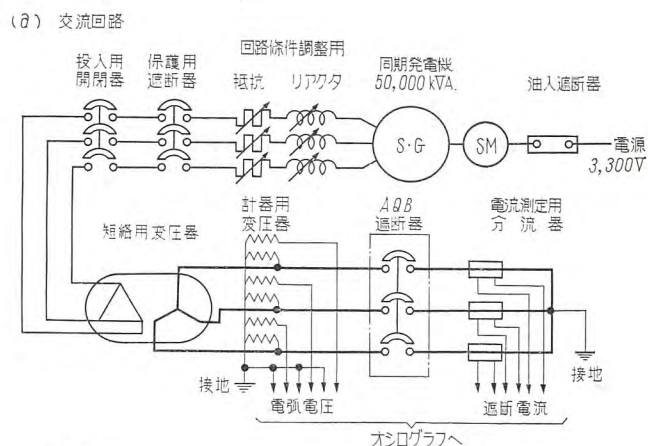 (a) 交流回路
投入用
開閉器
保護用
遮断器
回路條件調整用
抵抗
リアクタ
同期発電機
50,000 kVA.
油入遮断器
S·G
SM
電源
3,300V
短絡用変圧器
計器用
変圧器
AQB
遮断器
電流測定用
分流器
接地
電弧電圧
遮断電流
接地
オシログラフへ